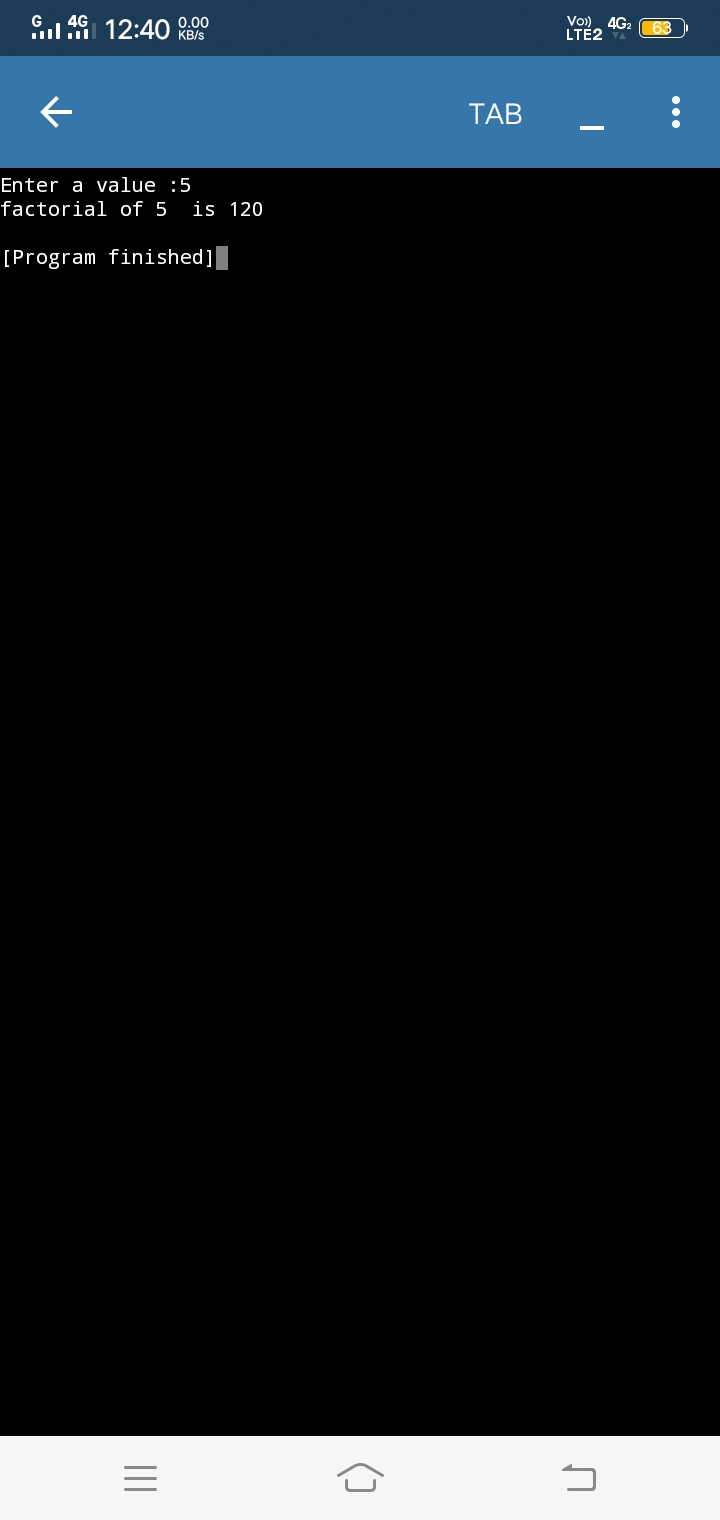 G 4G 12:40 0.00 KB/s Vo)) LTE2 4G2 63
TAB
Enter a value :5
factorial of 5  is 120
[Program finished]